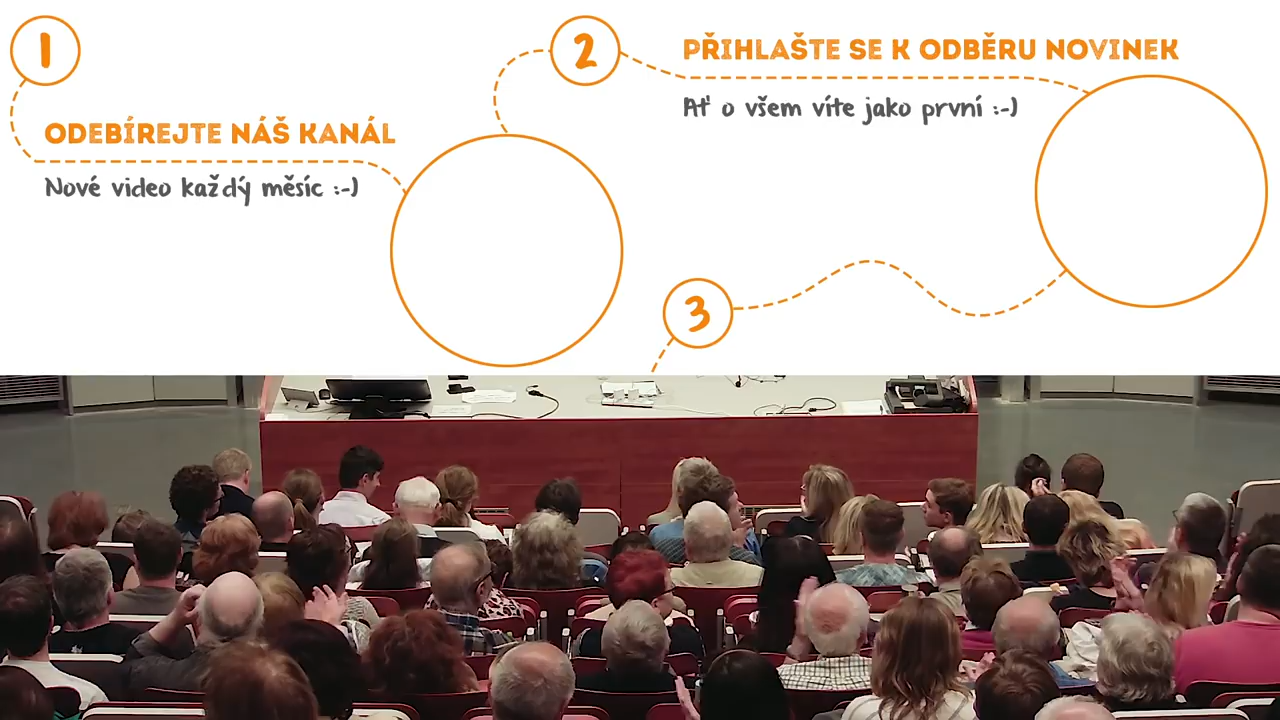 1
ODEBÍREJTE NÁŠ KANÁL
Nové video každý měsíc :-)
2
PŘIHLAŠTE SE K ODBĚRU NOVINEK
Ať o všem víte jako první :-)
3